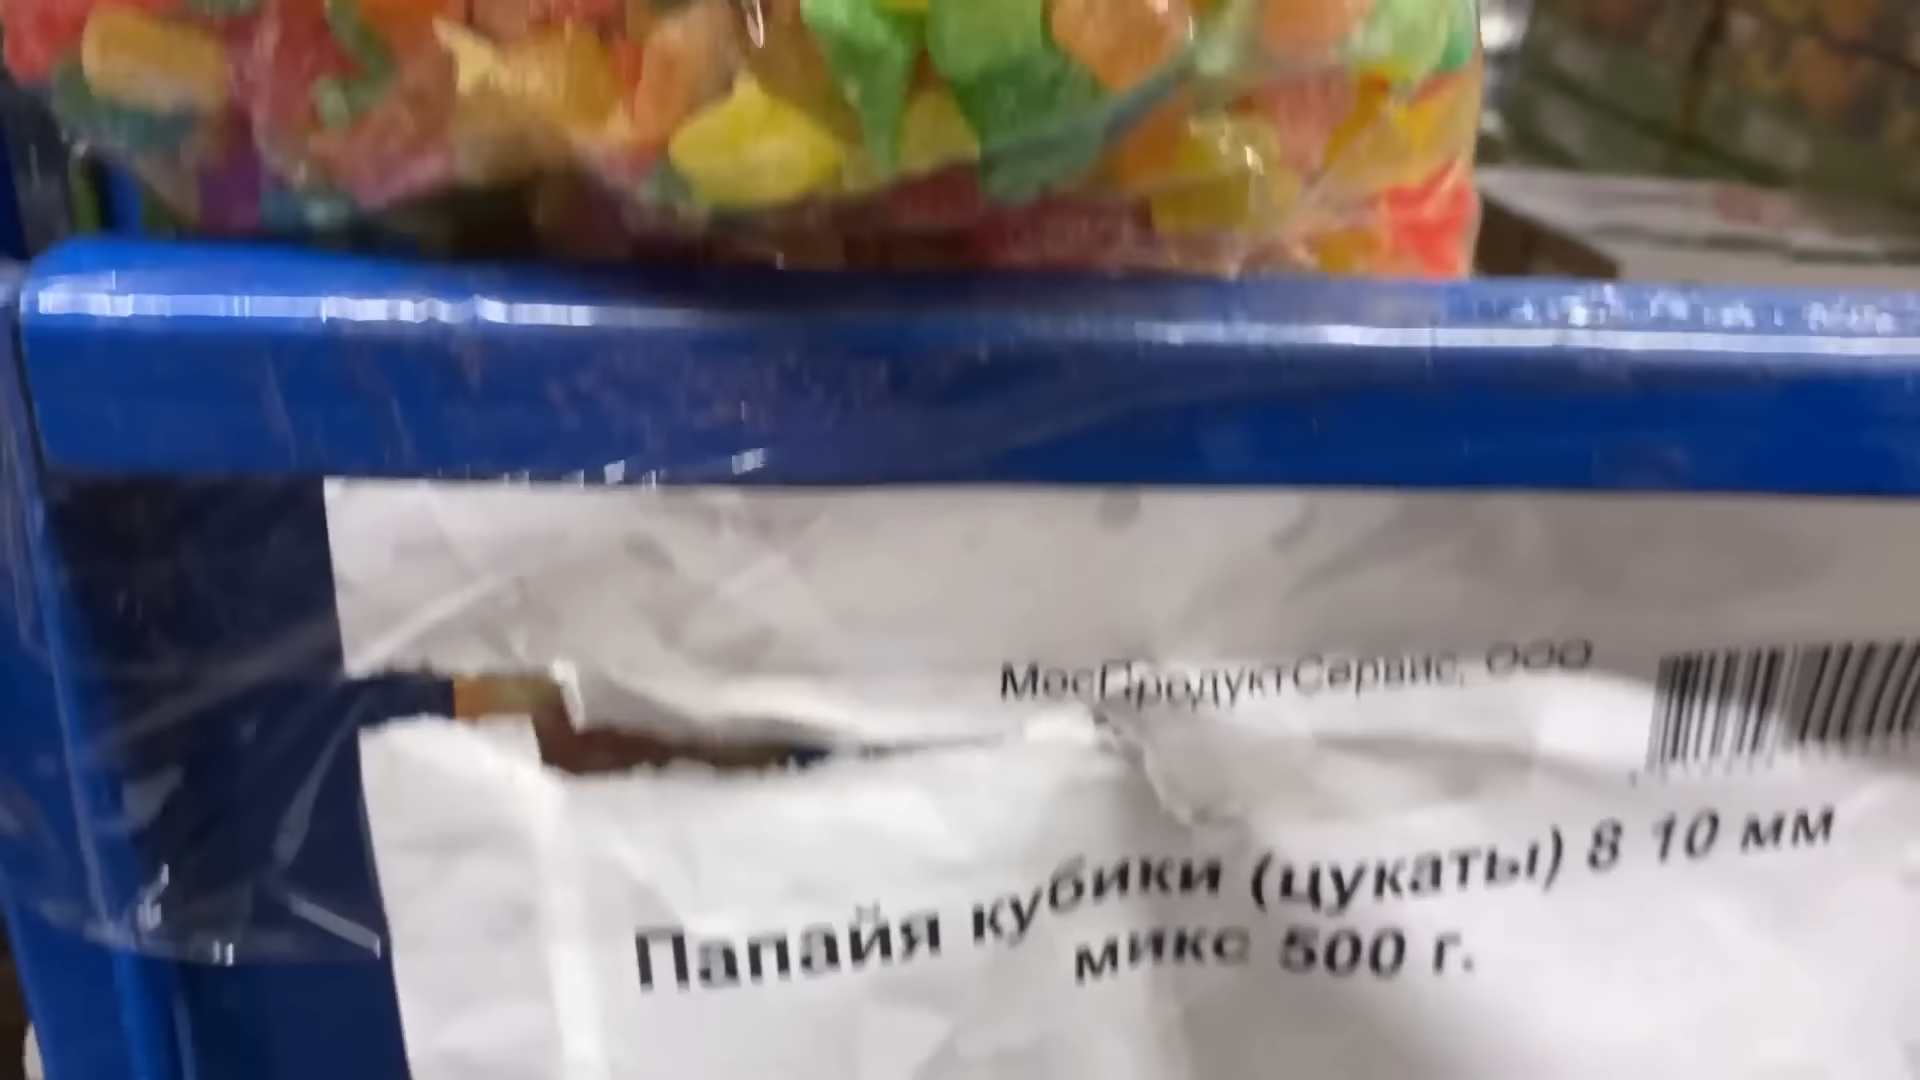 МосПродуктСервис, ООО
Папайя кубики (цукаты) 8 10 мм
микс 500 г.